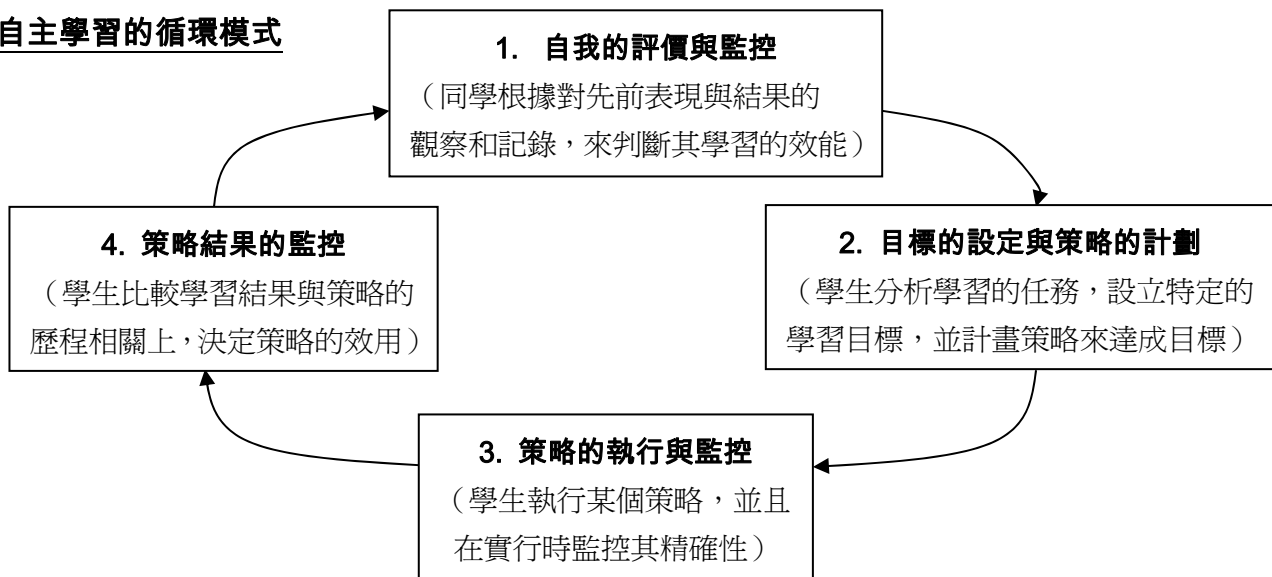 自主學習的循環模式
1. 自我的評價與監控
（同學根據對先前表現與結果的
觀察和記錄，來判斷其學習的效能）
2. 目標的設定與策略的計劃
（學生分析學習的任務，設立特定的
學習目標，並計畫策略來達成目標）
3. 策略的執行與監控
（學生執行某個策略，並且
在實行時監控其精確性）
4. 策略結果的監控
（學生比較學習結果與策略的
歷程相關上，決定策略的效用）